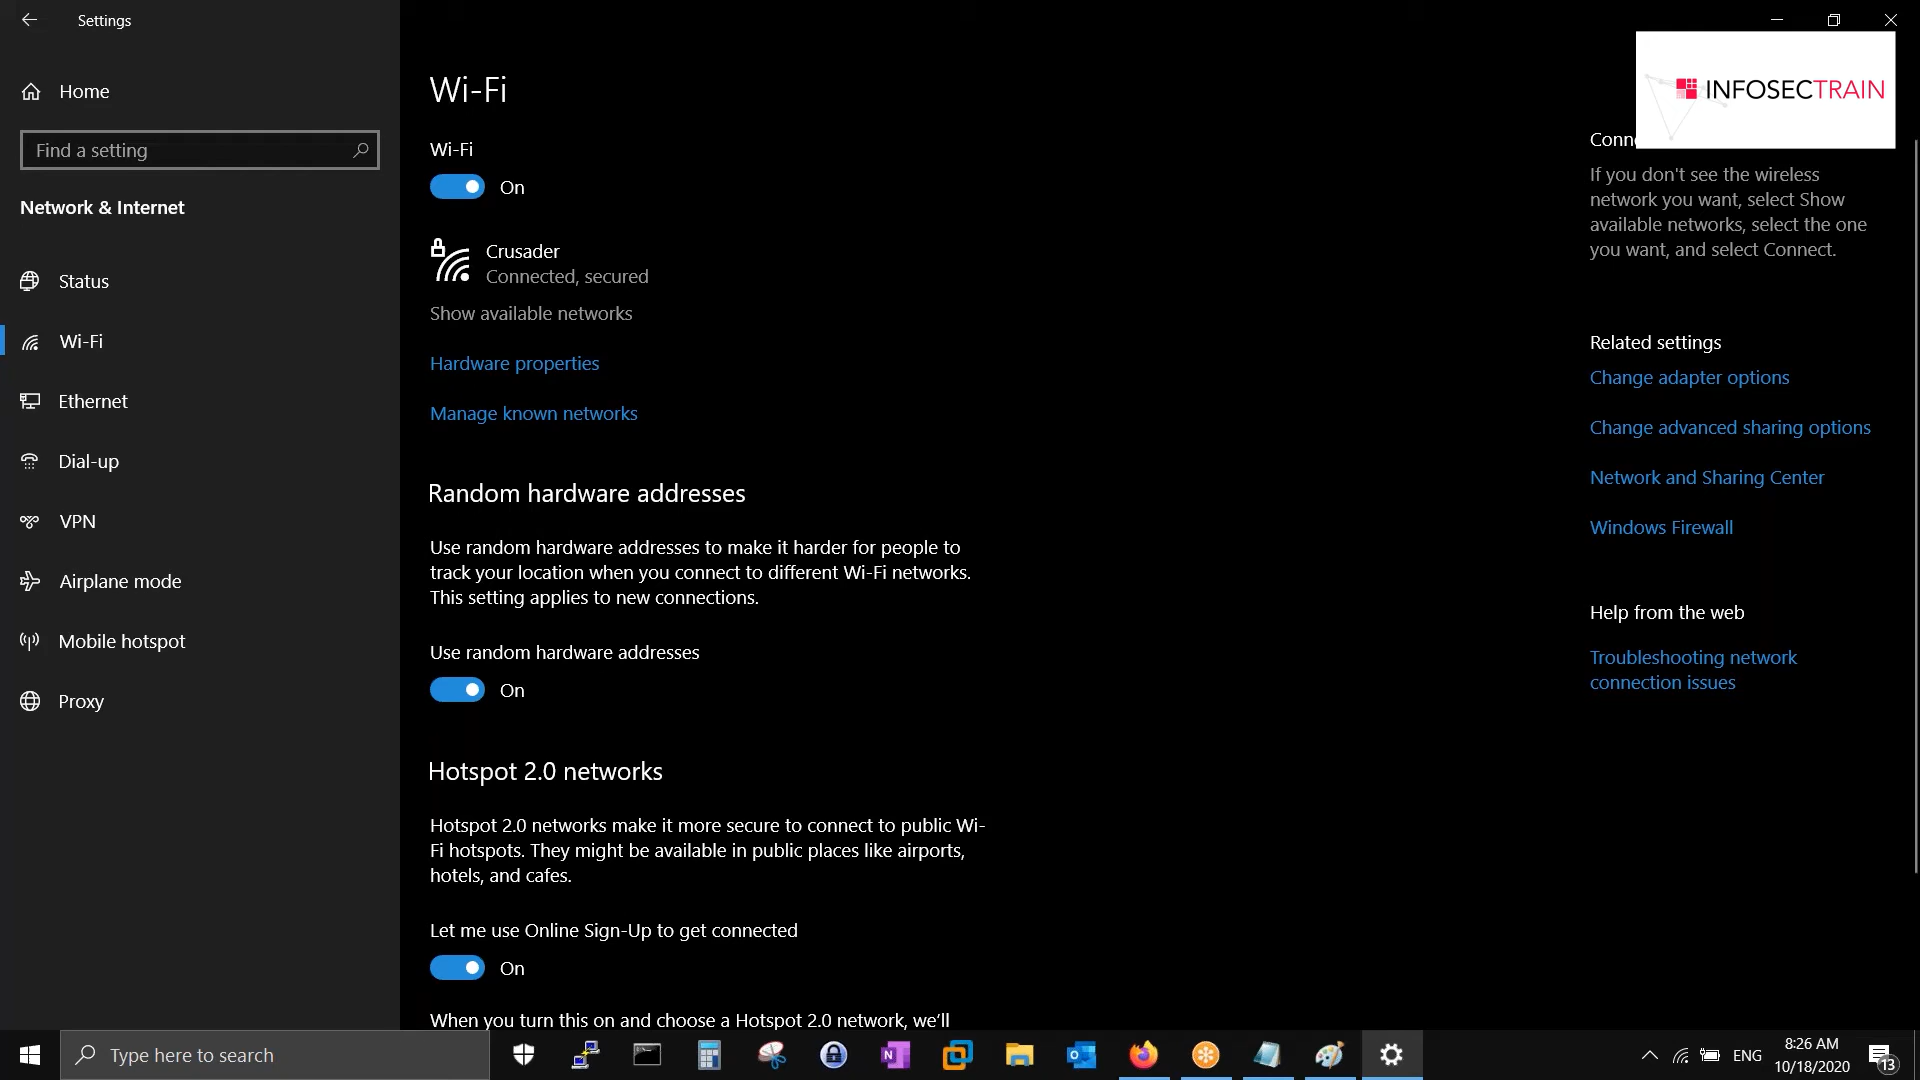 Settings
Home
Find a setting
Network & Internet
Status
Wi-Fi
Ethernet
Dial-up
VPN
Airplane mode
Mobile hotspot
Proxy
Wi-Fi
Wi-Fi
On
Crusader
Connected, secured
Show available networks
Hardware properties
Manage known networks
Random hardware addresses
Use random hardware addresses to make it harder for people to
track your location when you connect to different Wi-Fi networks.
This setting applies to new connections.
Use random hardware addresses
On
Hotspot 2.0 networks
Hotspot 2.0 networks make it more secure to connect to public Wi-
Fi hotspots. They might be available in public places like airports,
hotels, and cafes.
Let me use Online Sign-Up to get connected
On
When you turn this on and choose a Hotspot 2.0 network, we'll
INFOSECTRAIN
If you don't see the wireless
network you want, select Show
available networks, select the one
you want, and select Connect.
Related settings
Change adapter options
Change advanced sharing options
Network and Sharing Center
Windows Firewall
Help from the web
Troubleshooting network
connection issues
Type here to search
ENG
8:26 AM
10/18/2020
13